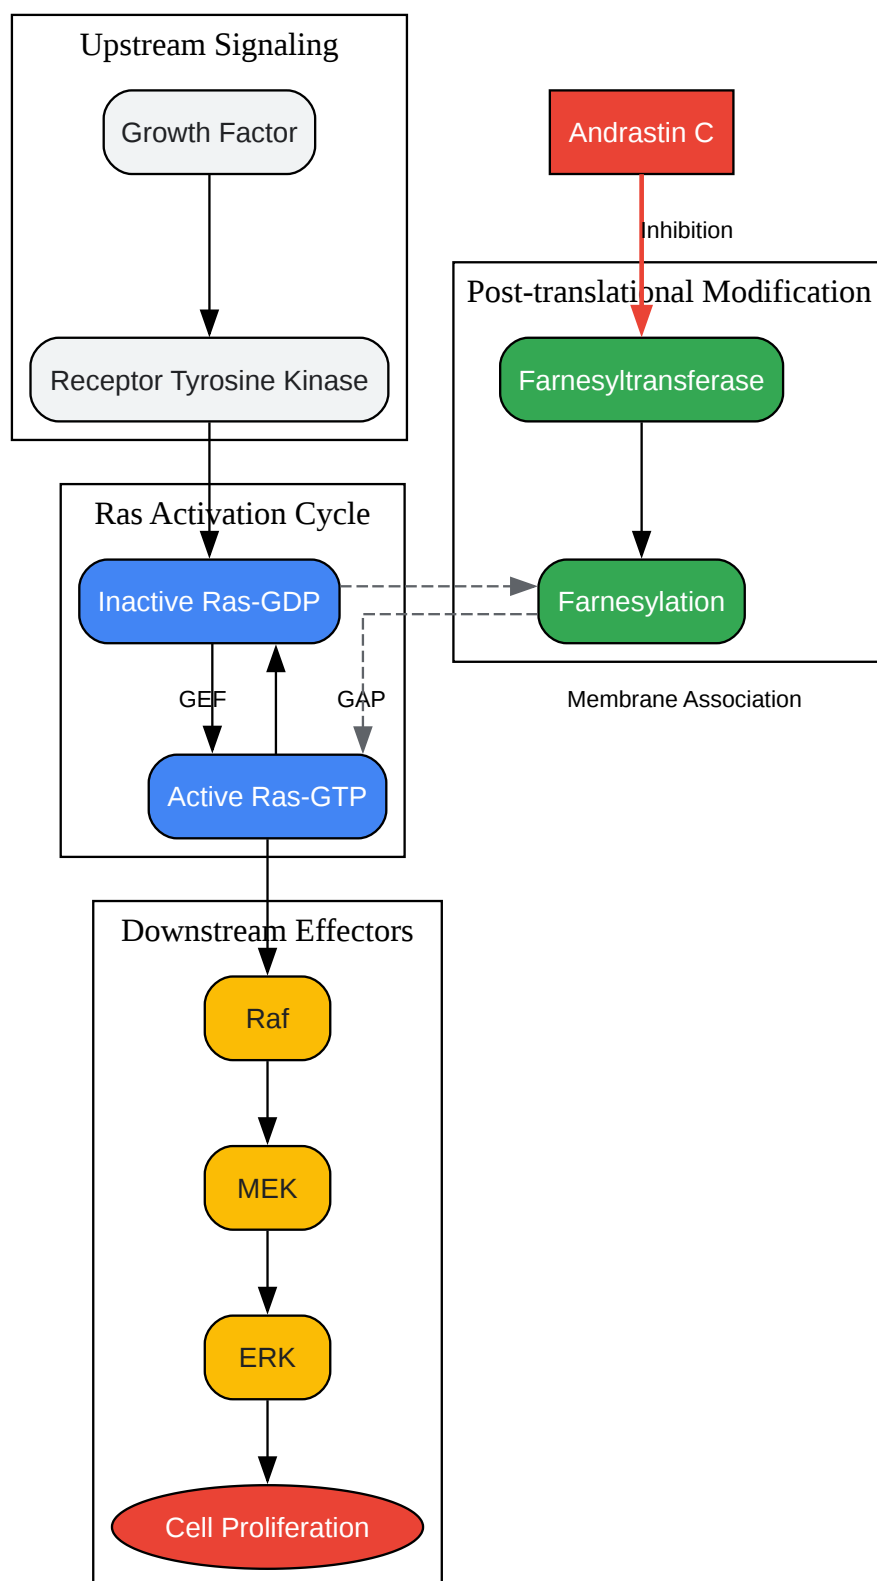 Upstream Signaling
Growth Factor
Andrastin C
Inhibition
Post-translational Modification
Receptor Tyrosine Kinase
Farnesyltransferase
Ras Activation Cycle
Inactive Ras-GDP
Farnesylation
GEF
GAP
Membrane Association
Active Ras-GTP
Downstream Effectors
Raf
MEK
ERK
Cell Proliferation